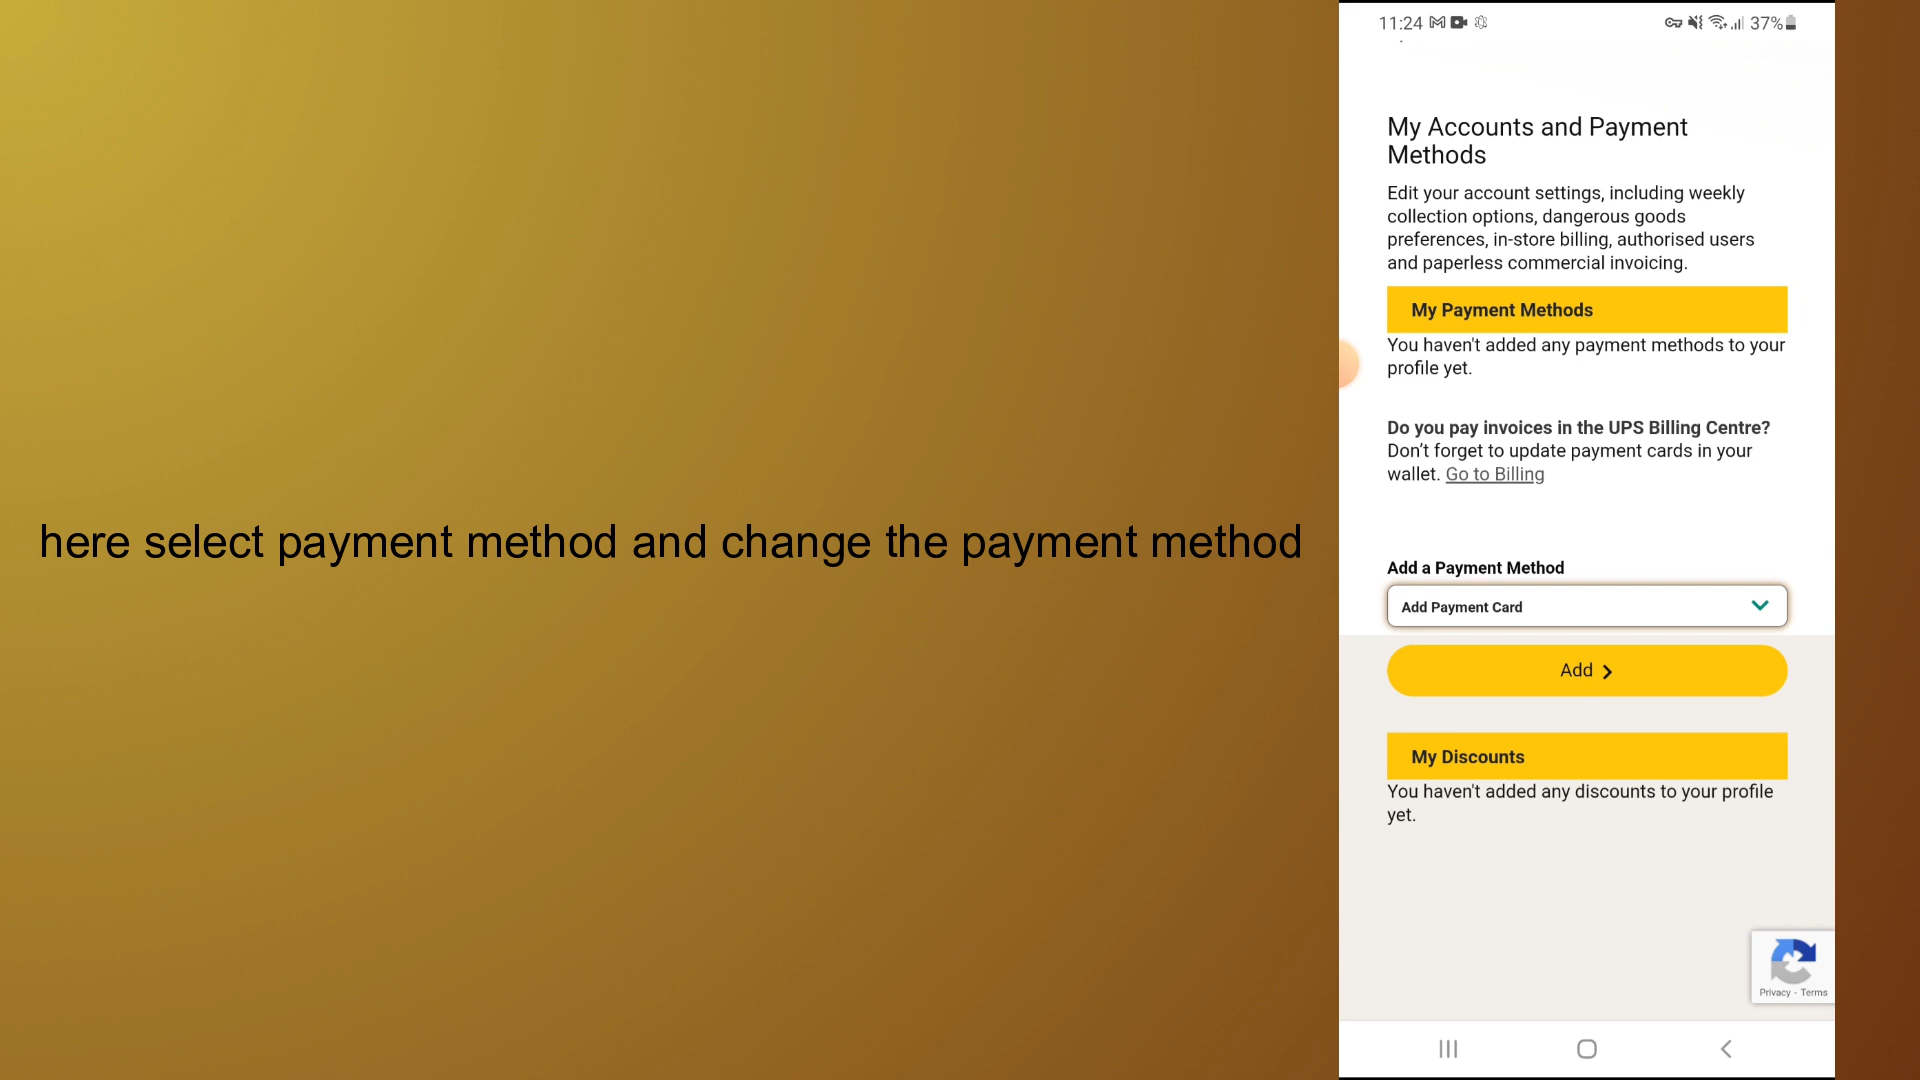 here select payment method and change the payment method
11:24
37%
My Accounts and Payment
Methods
Edit your account settings, including weekly
collection options, dangerous goods
preferences, in-store billing, authorised users
and paperless commercial invoicing.
My Payment Methods
You haven't added any payment methods to your
profile yet.
Do you pay invoices in the UPS Billing Centre?
Don’t forget to update payment cards in your
wallet. Go to Billing
Add a Payment Method
Add Payment Card
Add
My Discounts
You haven't added any discounts to your profile
yet.
Privacy - Terms